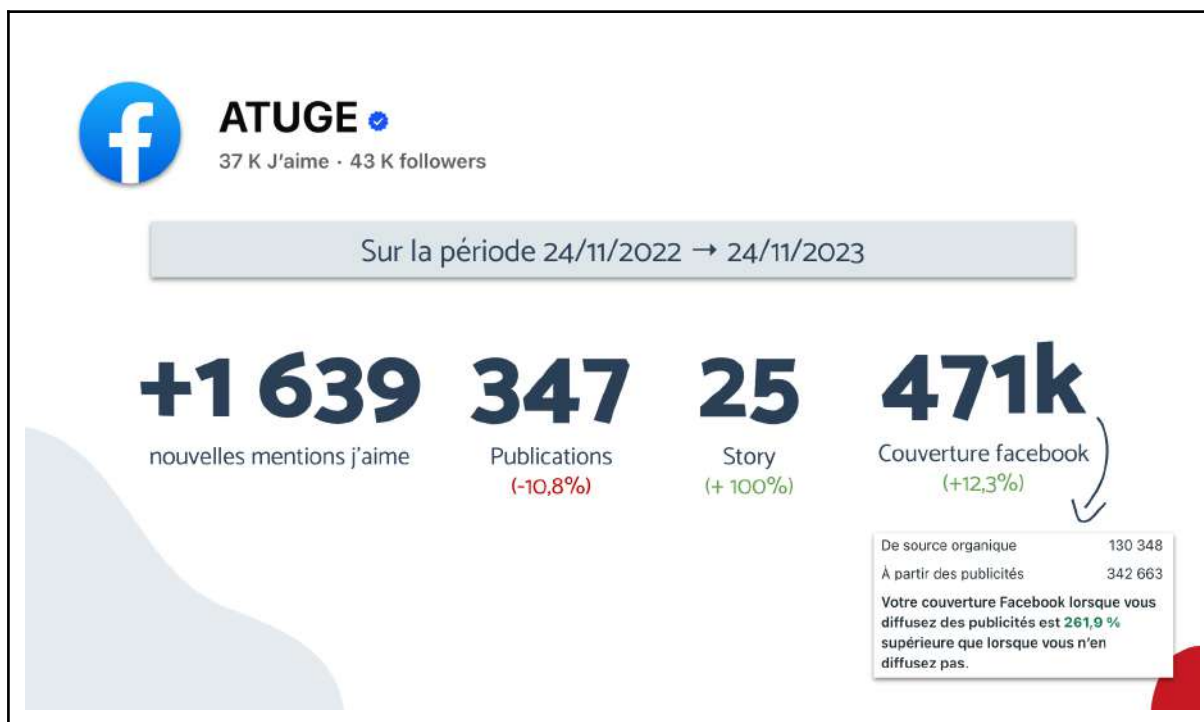 ATUGE
37 K J'aime · 43 K followers
Sur la période 24/11/2022 → 24/11/2023
+1 639
nouvelles mentions j'aime
347
Publications
(-10,8%)
25
Story
(+ 100%)
471k
Couverture facebook
(+12,3%)
De source organique 130 348
À partir des publicités 342 663
Votre couverture Facebook lorsque vous
diffusez des publicités est 261,9 %
supérieure que lorsque vous n'en
diffusez pas.